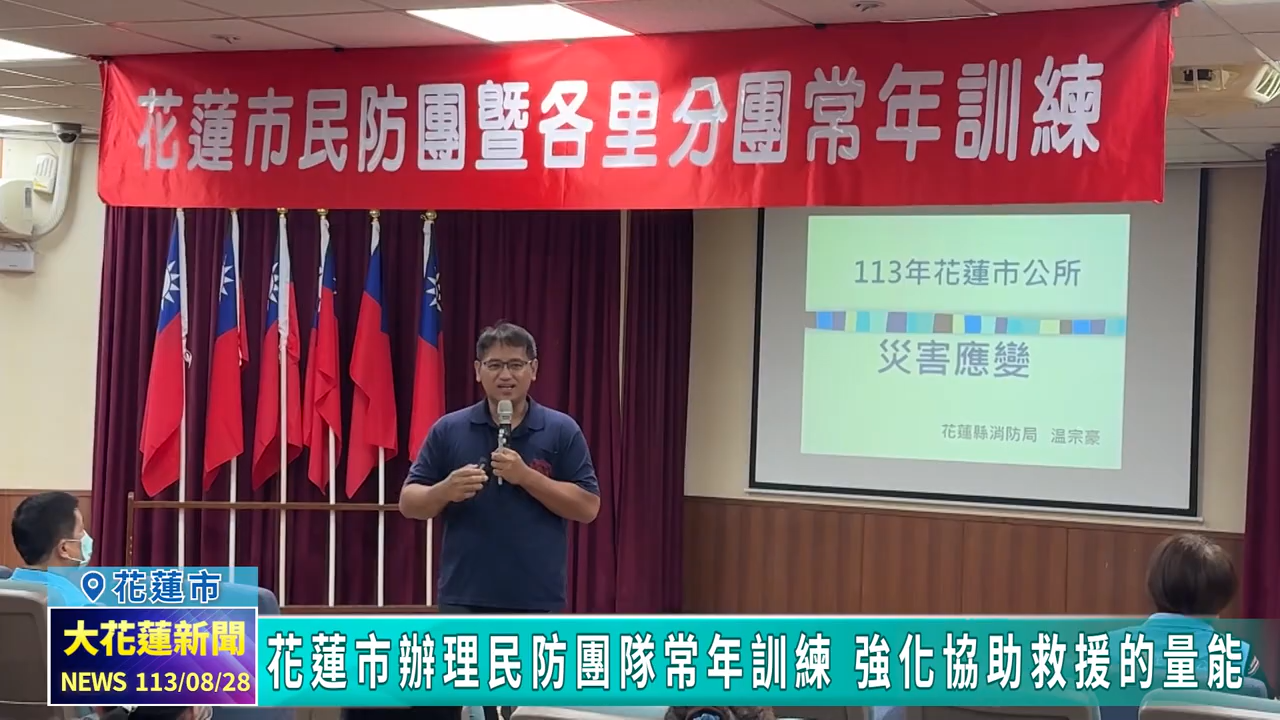 花蓮市民防團暨各里分團常年訓練
113年花蓮市公所
災害應變
花蓮縣消防局 溫宗豪
花蓮市
大花蓮新聞
NEWS 113/08/28
花蓮市辦理民防團隊常年訓練 強化協助救援的量能